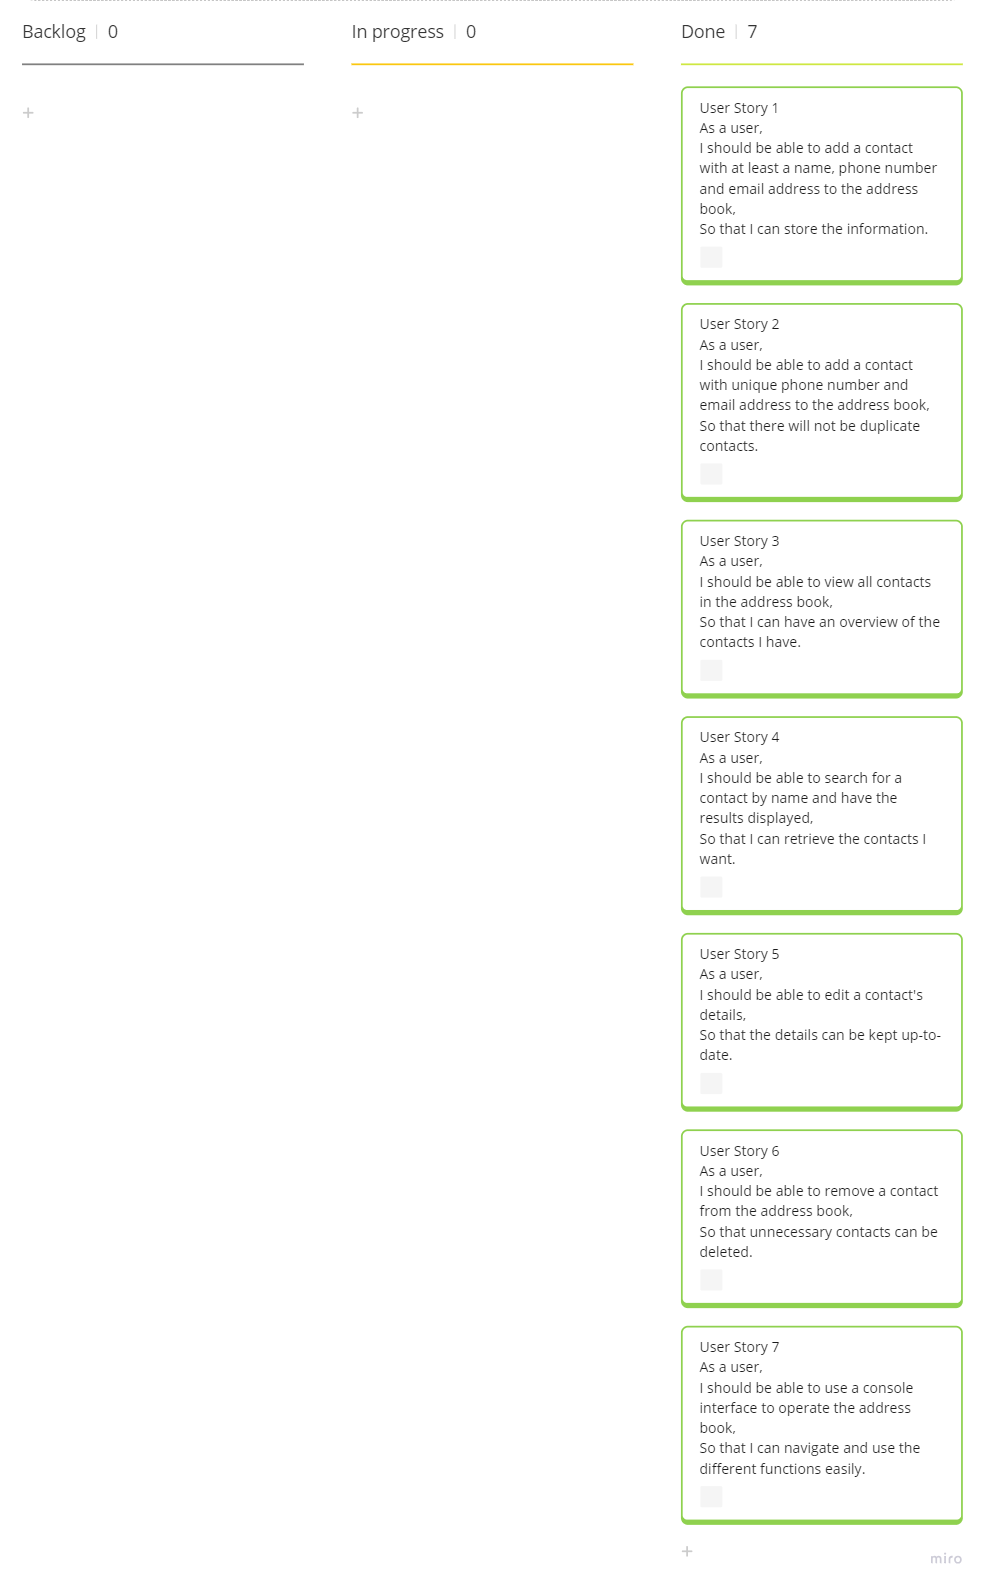 Backlog | 0
In progress | 0
Done | 7
+
+
User Story 1
As a user,
I should be able to add a contact
with at least a name, phone number
and email address to the address
book,
So that I can store the information.
User Story 2
As a user,
I should be able to add a contact
with unique phone number and
email address to the address book,
So that there will not be duplicate
contacts.
User Story 3
As a user,
I should be able to view all contacts
in the address book,
So that I can have an overview of the
contacts I have.
User Story 4
As a user,
I should be able to search for a
contact by name and have the
results displayed,
So that I can retrieve the contacts I
want.
User Story 5
As a user,
I should be able to edit a contact's
details,
So that the details can be kept up-to-
date.
User Story 6
As a user,
I should be able to remove a contact
from the address book,
So that unnecessary contacts can be
deleted.
User Story 7
As a user,
I should be able to use a console
interface to operate the address
book,
So that I can navigate and use the
different functions easily.
+
miro